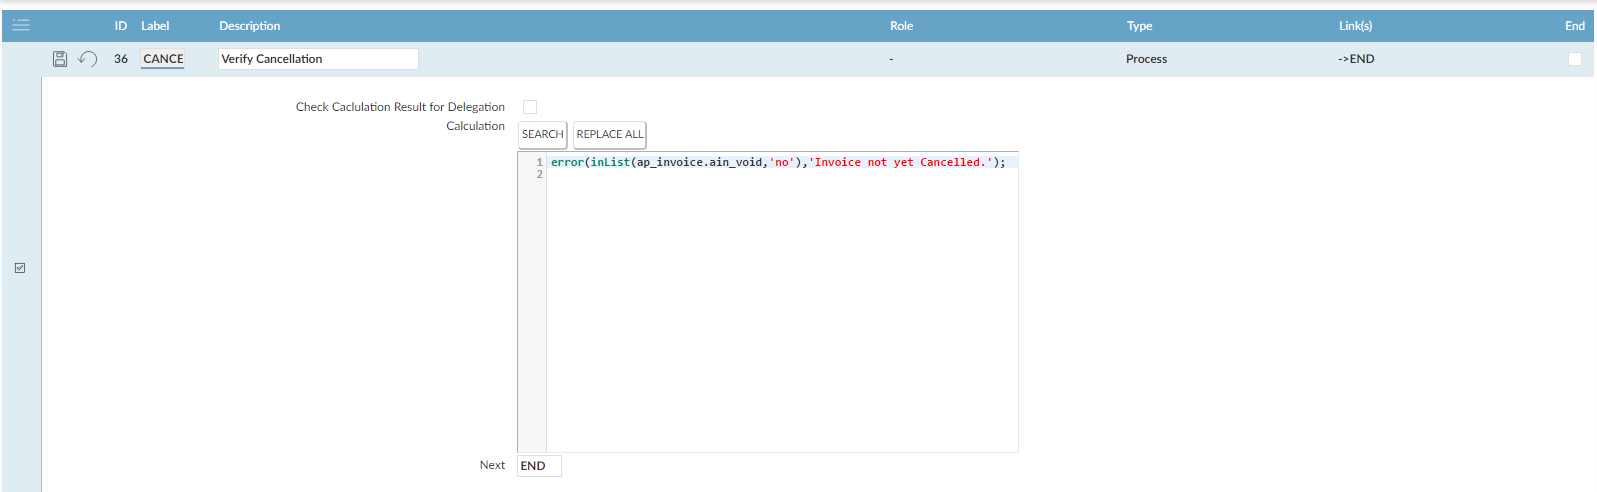 ID Label Description Role Type Link(s) End
36 CANCE Verify Cancellation - Process ->END
Check Caclulation Result for Delegation
Calculation
SEARCH REPLACE ALL
1 error(inList(ap_invoice.ain_void,'no'),'Invoice not yet Cancelled.');
2
Next END